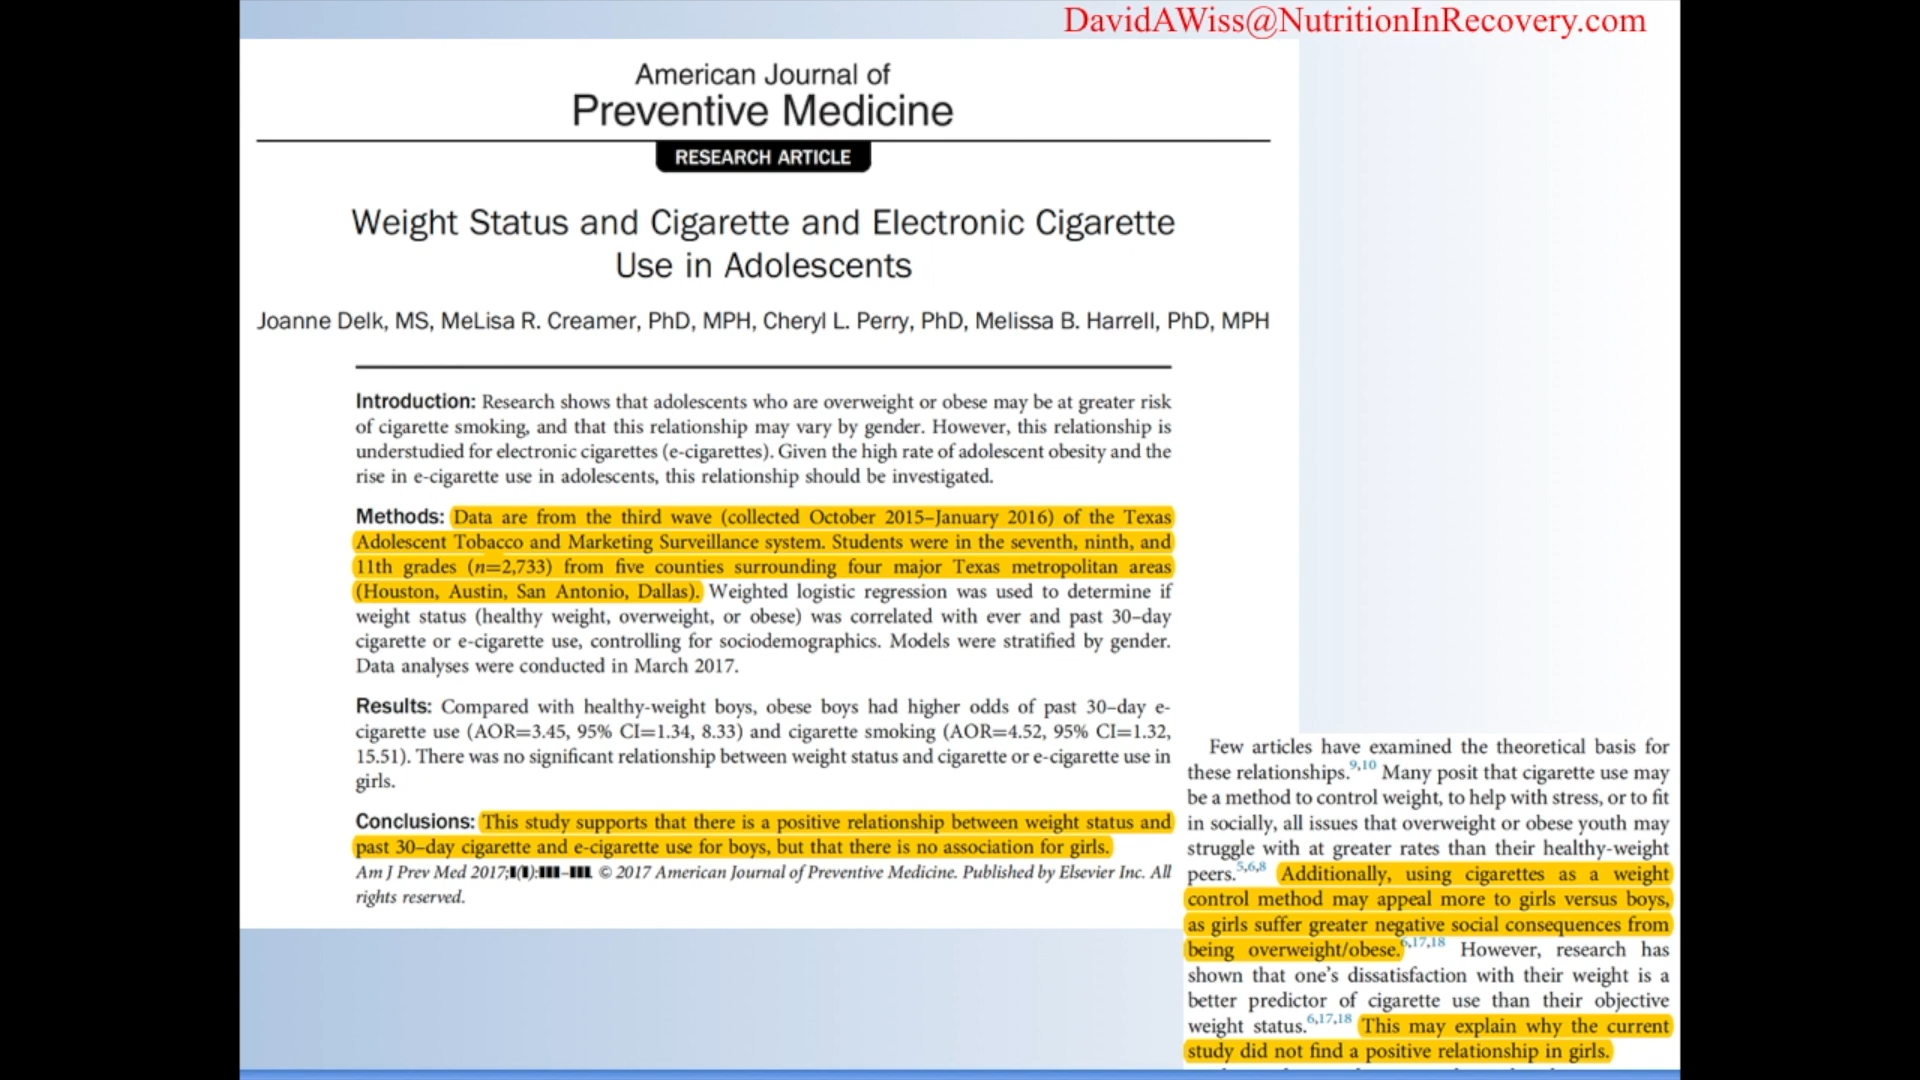 DavidAWiss@NutritionInRecovery.com
American Journal of
Preventive Medicine
RESEARCH ARTICLE
Weight Status and Cigarette and Electronic Cigarette
Use in Adolescents
Joanne Delk, MS, MeLisa R. Creamer, PhD, MPH, Cheryl L. Perry, PhD, Melissa B. Harrell, PhD, MPH
Introduction: Research shows that adolescents who are overweight or obese may be at greater risk
of cigarette smoking, and that this relationship may vary by gender. However, this relationship is
understudied for electronic cigarettes (e-cigarettes). Given the high rate of adolescent obesity and the
rise in e-cigarette use in adolescents, this relationship should be investigated.
Methods: Data are from the third wave (collected October 2015–January 2016) of the Texas
Adolescent Tobacco and Marketing Surveillance system. Students were in the seventh, ninth, and
11th grades (n=2,733) from five counties surrounding four major Texas metropolitan areas
(Houston, Austin, San Antonio, Dallas). Weighted logistic regression was used to determine if
weight status (healthy weight, overweight, or obese) was correlated with ever and past 30–day
cigarette or e-cigarette use, controlling for sociodemographics. Models were stratified by gender.
Data analyses were conducted in March 2017.
Results: Compared with healthy-weight boys, obese boys had higher odds of past 30–day e-
cigarette use (AOR=3.45, 95% CI=1.34, 8.33) and cigarette smoking (AOR=4.52, 95% CI=1.32,
15.51). There was no significant relationship between weight status and cigarette or e-cigarette use in
girls.
Conclusions: This study supports that there is a positive relationship between weight status and
past 30–day cigarette and e-cigarette use for boys, but that there is no association for girls.
Am J Prev Med 2017;▮(▮):▮▮▮–▮▮▮. © 2017 American Journal of Preventive Medicine. Published by Elsevier Inc. All
rights reserved.
Few articles have examined the theoretical basis for
these relationships.9,10 Many posit that cigarette use may
be a method to control weight, to help with stress, or to fit
in socially, all issues that overweight or obese youth may
struggle with at greater rates than their healthy-weight
peers.5,6,8 Additionally, using cigarettes as a weight
control method may appeal more to girls versus boys,
as girls suffer greater negative social consequences from
being overweight/obese.6,17,18 However, research has
shown that one's dissatisfaction with their weight is a
better predictor of cigarette use than their objective
weight status.6,17,18 This may explain why the current
study did not find a positive relationship in girls.